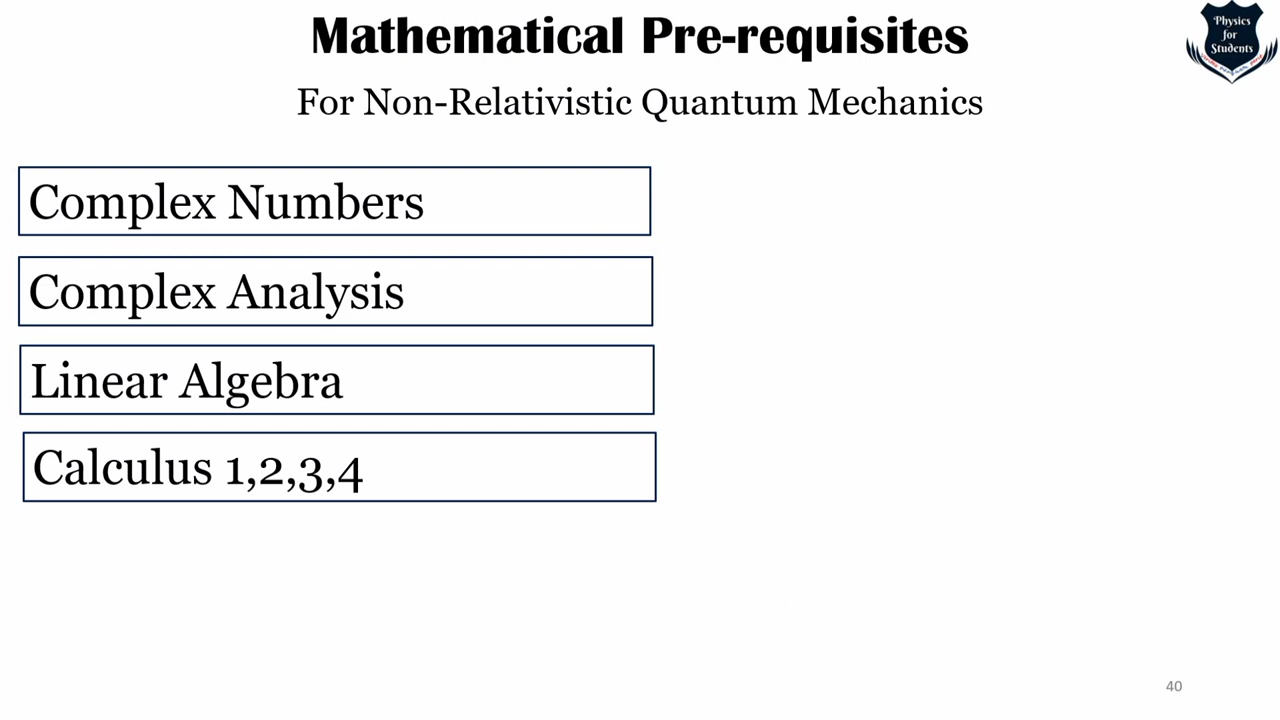 Mathematical Pre-requisites
For Non-Relativistic Quantum Mechanics
Physics
for
Students
Complex Numbers
Complex Analysis
Linear Algebra
Calculus 1,2,3,4
40